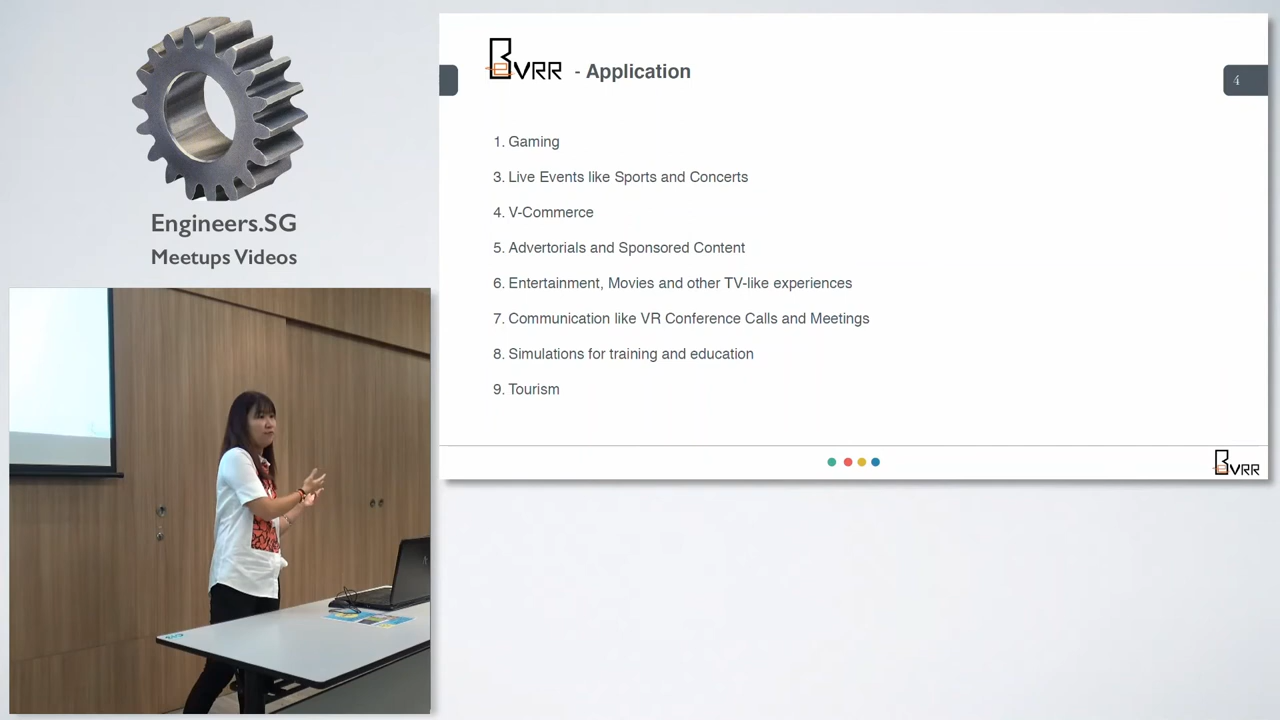 Engineers.SG
Meetups Videos
BeVRR - Application
4
1. Gaming
3. Live Events like Sports and Concerts
4. V-Commerce
5. Advertorials and Sponsored Content
6. Entertainment, Movies and other TV-like experiences
7. Communication like VR Conference Calls and Meetings
8. Simulations for training and education
9. Tourism
BeVRR